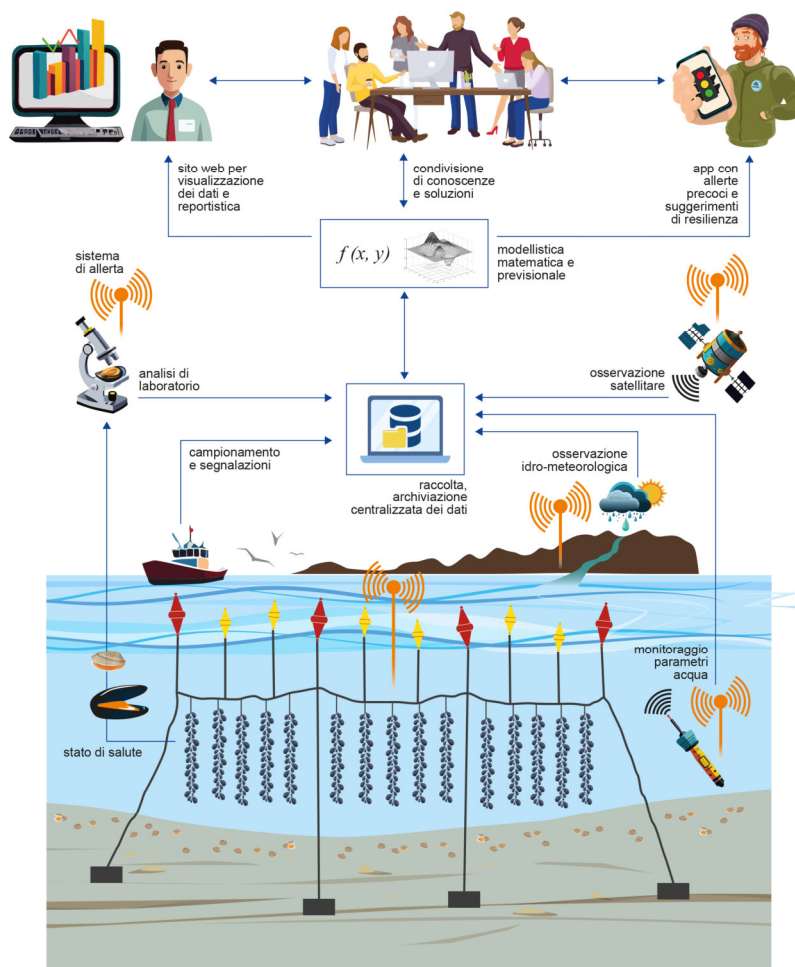 sito web per
visualizzazione
dei dati e
reportistica
condivisione
di conoscenze
e soluzioni
app con
allerte
precoci e
suggerimenti
di resilienza
f (x, y)
modellistica
matematica e
previsionale
sistema
di allerta
analisi di
laboratorio
osservazione
satellitare
campionamento
e segnalazioni
raccolta,
archiviazione
centralizzata dei dati
osservazione
idro-meteorologica
monitoraggio
parametri
acqua
stato di salute